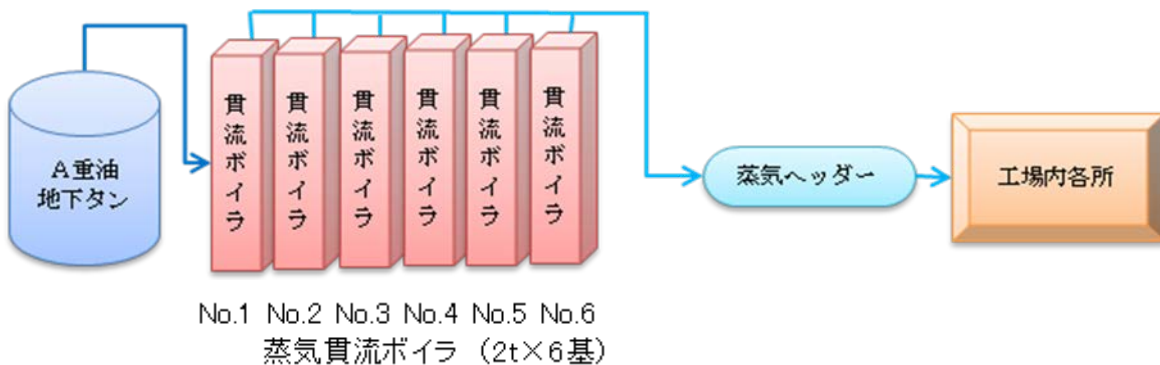 A重油
地下タン
貫流ボイラ
貫流ボイラ
貫流ボイラ
貫流ボイラ
貫流ボイラ
貫流ボイラ
蒸気ヘッダー
工場内各所
No.1 No.2 No.3 No.4 No.5 No.6
蒸気貫流ボイラ（2t×6基）